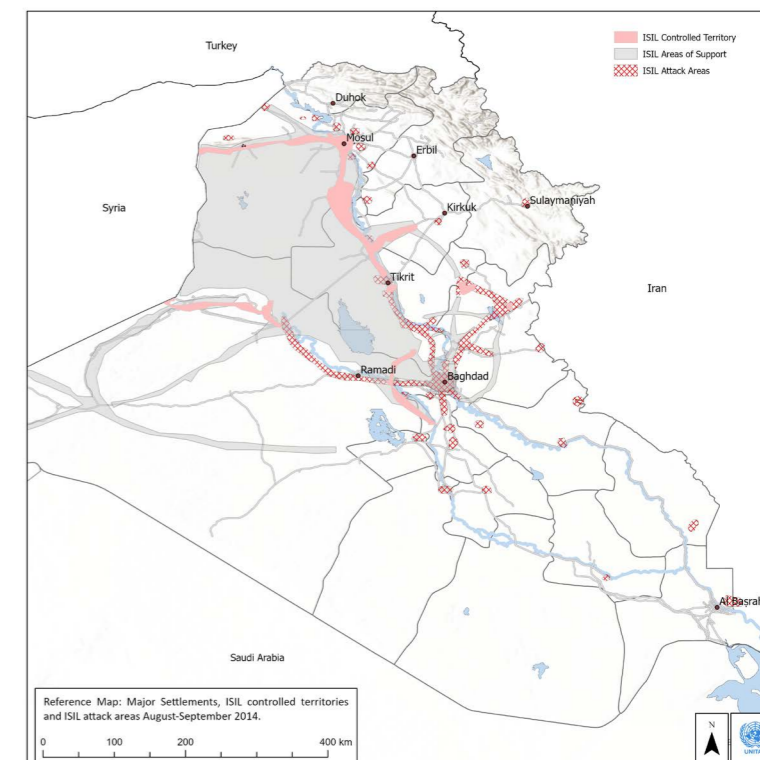 Turkey
ISIL Controlled Territory
ISIL Areas of Support
ISIL Attack Areas
Duhok
Mosul
Erbil
Syria
Kirkuk
Sulaymaniyah
Tikrit
Iran
Ramadi
Baghdad
Al Başrah
Saudi Arabia
Reference Map: Major Settlements, ISIL controlled territories
and ISIL attack areas August-September 2014.
0 100 200 400 km
N